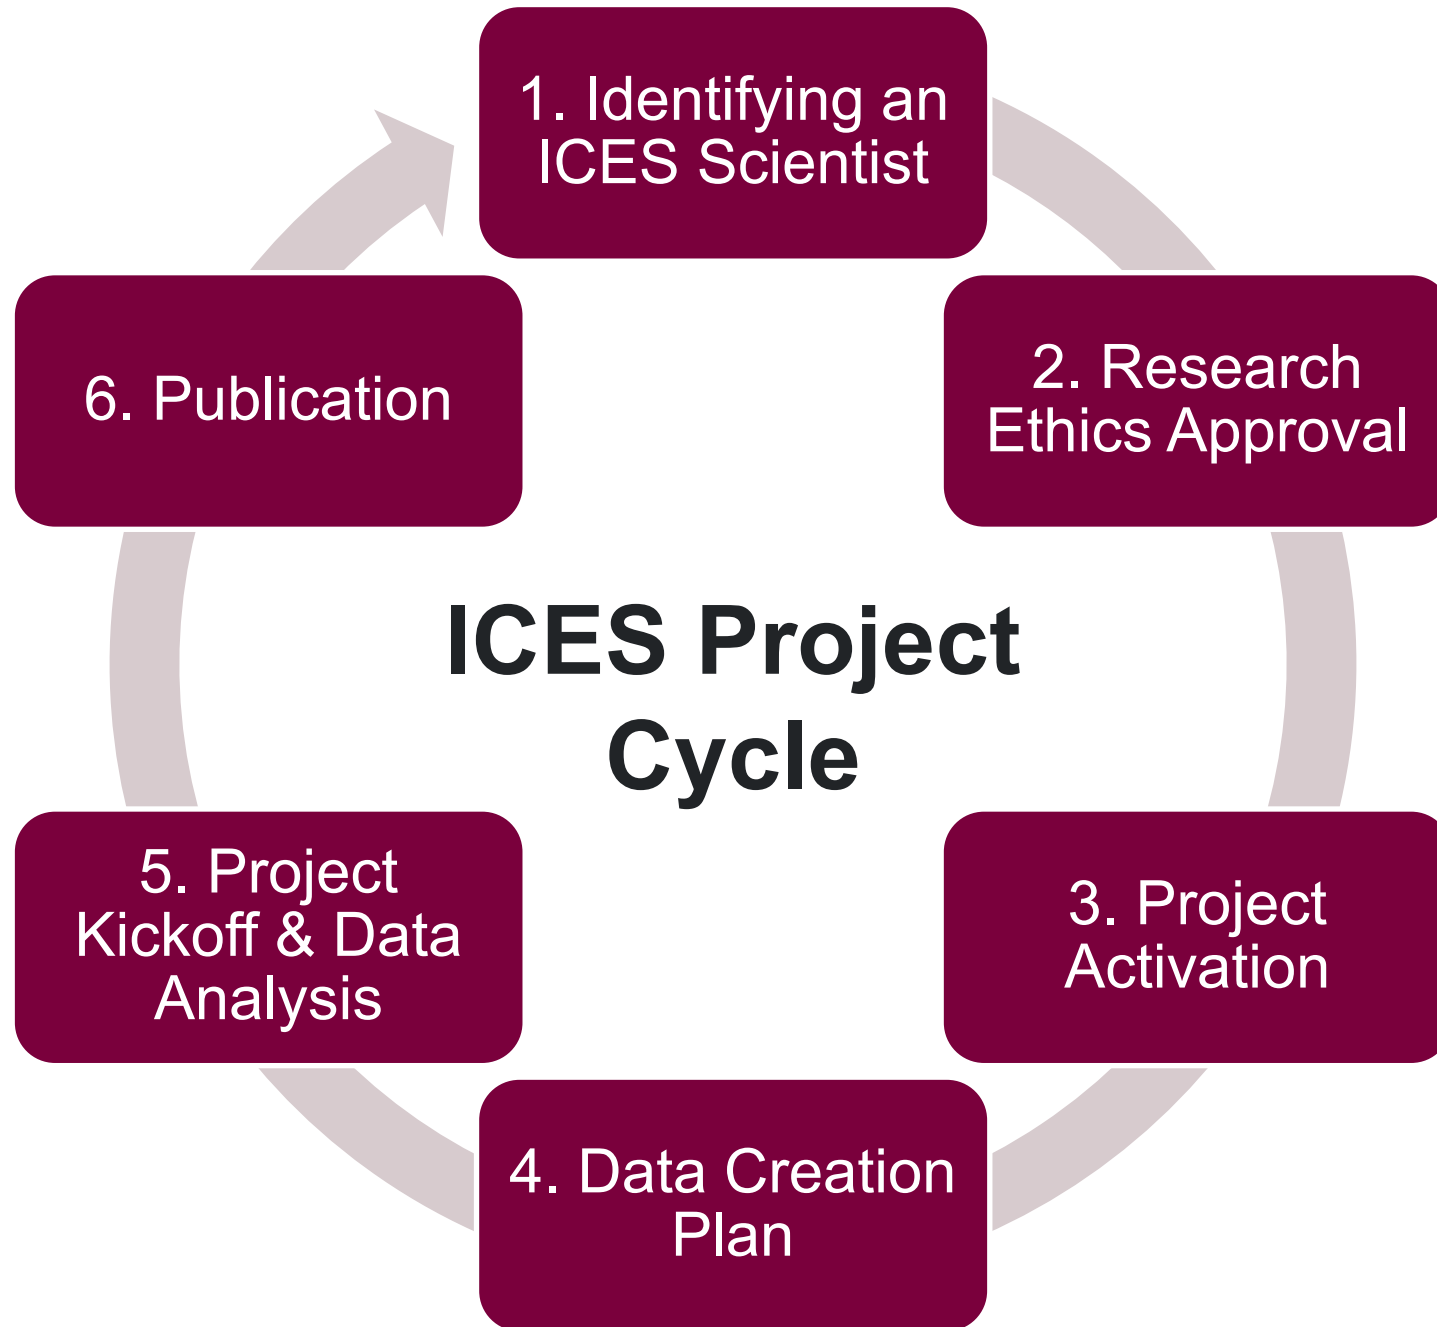 1. Identifying an
ICES Scientist
2. Research
Ethics Approval
3. Project
Activation
4. Data Creation
Plan
5. Project
Kickoff & Data
Analysis
6. Publication
ICES Project
Cycle